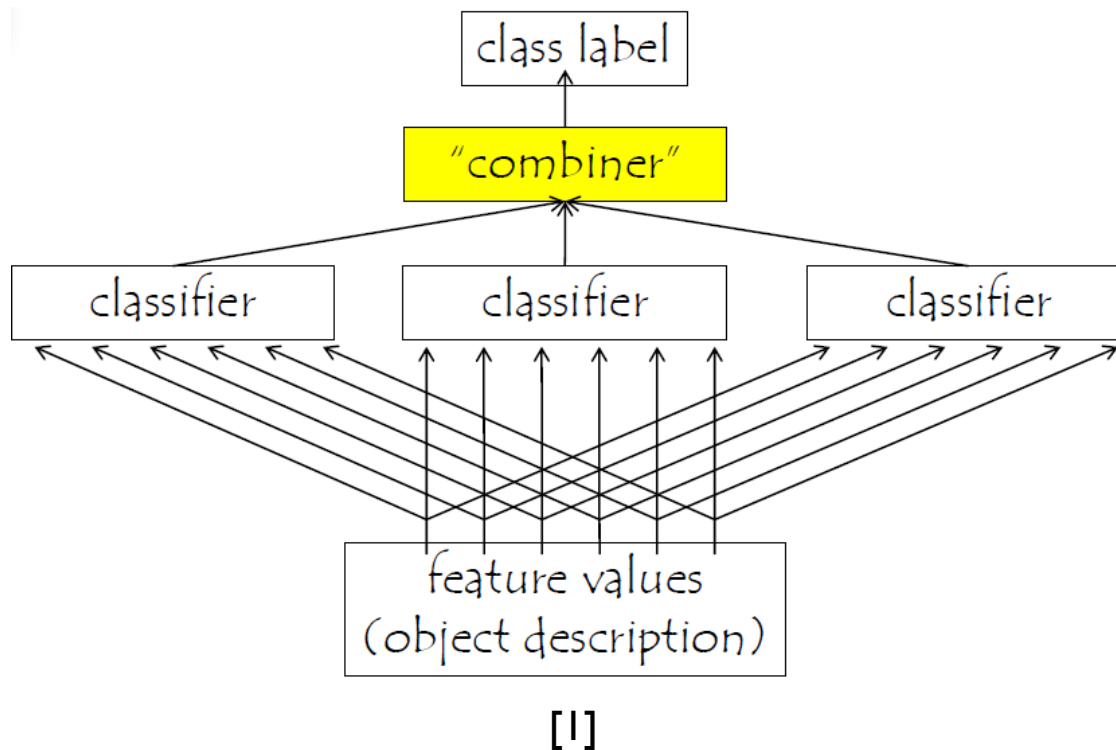 class label
"combiner"
classifier
classifier
classifier
feature values
(object description)
[1]